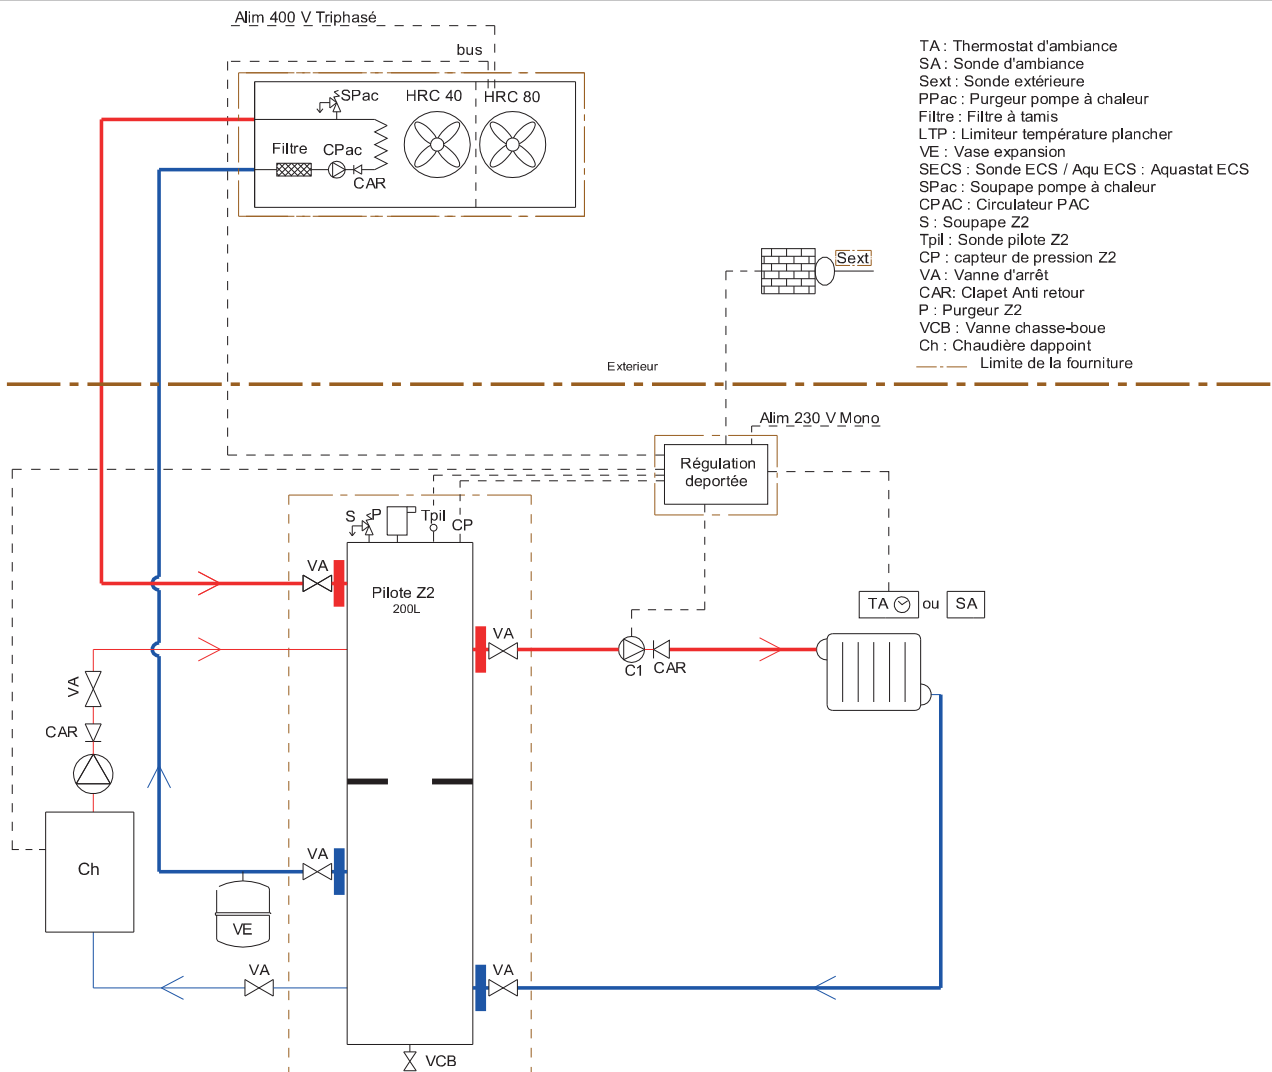 Alim 400 V Triphasé
bus
SPac
HRC 40
HRC 80
Filtre
CPac
CAR
TA : Thermostat d'ambiance
SA : Sonde d'ambiance
Sext : Sonde extérieure
PPac : Purgeur pompe à chaleur
Filtre : Filtre à tamis
LTP : Limiteur température plancher
VE : Vase expansion
SECS : Sonde ECS / Aqu ECS : Aquastat ECS
SPac : Soupape pompe à chaleur
CPAC : Circulateur PAC
S : Soupape Z2
Tpil : Sonde pilote Z2
CP : capteur de pression Z2
VA : Vanne d'arrêt
CAR: Clapet Anti retour
P : Purgeur Z2
VCB : Vanne chasse-boue
Ch : Chaudière dappoint
Limite de la fourniture
Sext
Exterieur
Alim 230 V Mono
Régulation
deportée
S
P
Tpil
CP
VA
Pilote Z2
200L
TA
ou
SA
VA
C1
CAR
VA
CAR
Ch
VA
VE
VA
VA
VCB